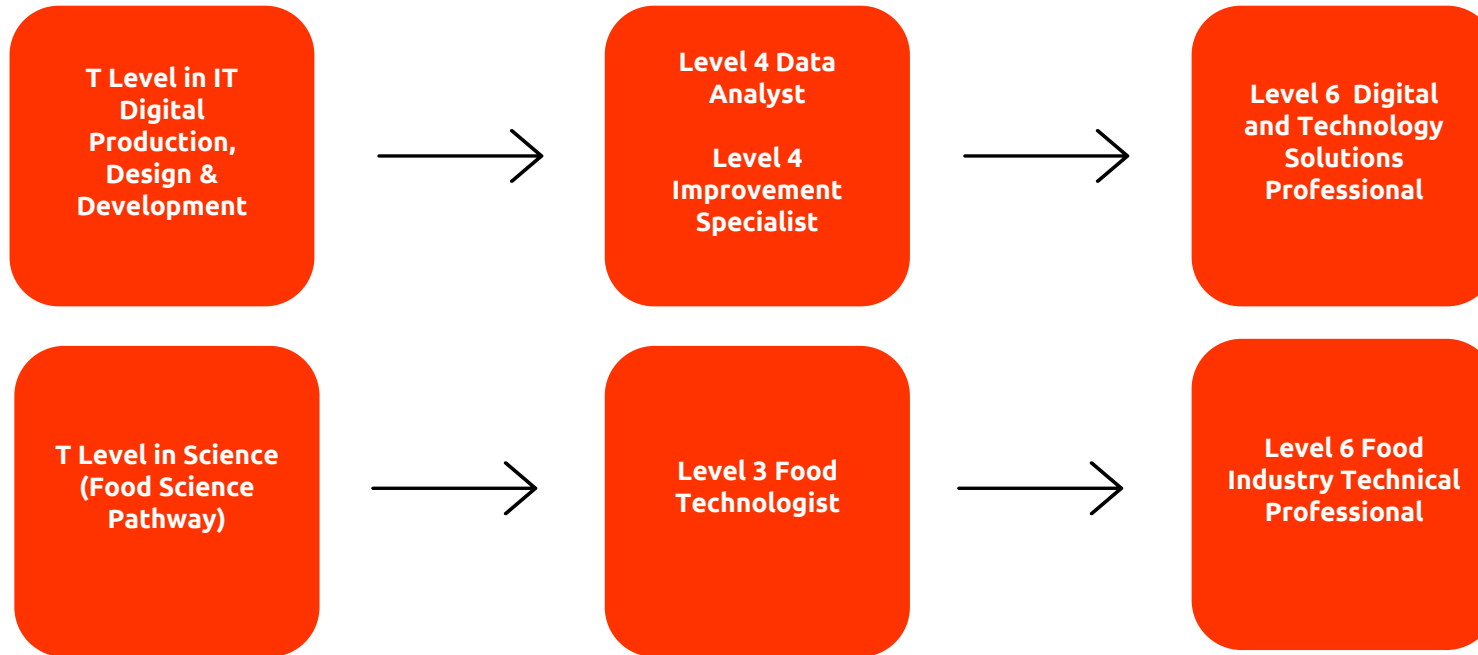 T Level in IT
Digital
Production,
Design &
Development
Level 4 Data
Analyst
Level 4
Improvement
Specialist
Level 6 Digital
and Technology
Solutions
Professional
T Level in Science
(Food Science
Pathway)
Level 3 Food
Technologist
Level 6 Food
Industry Technical
Professional